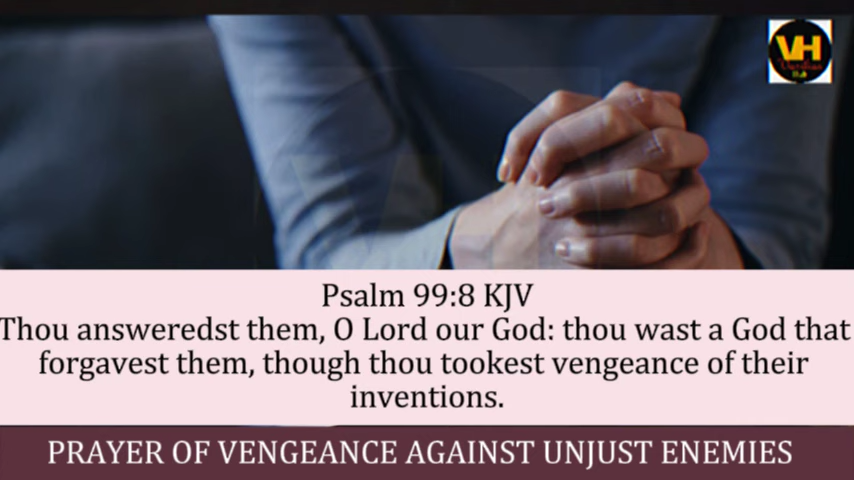 VH
Psalm 99:8 KJV
Thou answeredst them, O Lord our God: thou wast a God that
forgavest them, though thou tookest vengeance of their
inventions.
PRAYER OF VENGEANCE AGAINST UNJUST ENEMIES